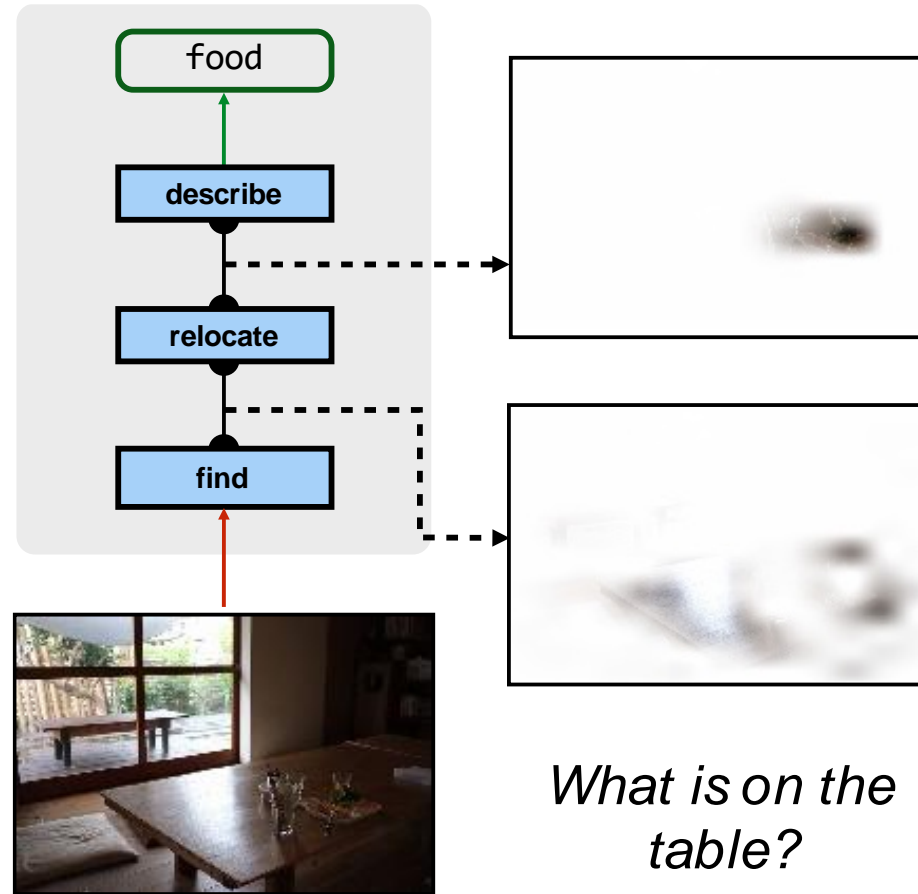 food
describe
relocate
find
What is on the
table?